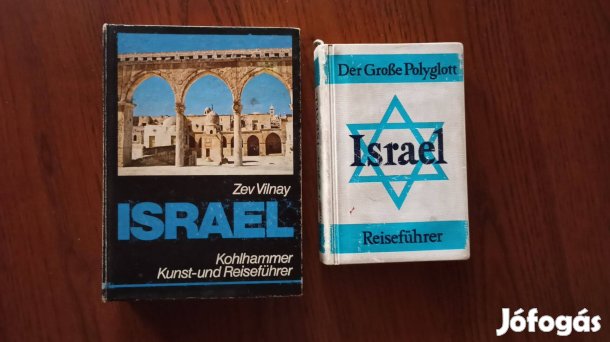 Zev Vilnay
ISRAEL
Kohlhammer
Kunst-und Reiseführer
Der Große Polyglott
Israel
Reiseführer
Jófogás